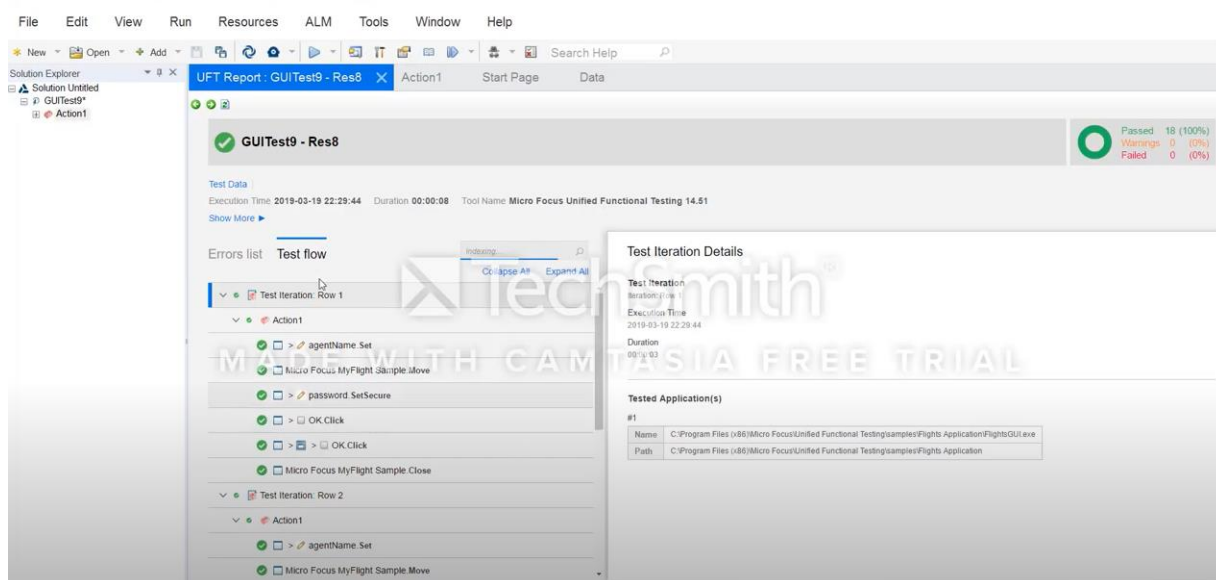 File Edit View Run Resources ALM Tools Window Help
New Open Add Search Help
Solution Explorer
Solution Untitled
GUITest9*
Action1
UFT Report : GUITest9 - Res8 Action1 Start Page Data
GUITest9 - Res8
Passed 18 (100%)
Warnings 0 (0%)
Failed 0 (0%)
Test Data
Execution Time 2019-03-19 22:29:44 Duration 00:00:08 Tool Name Micro Focus Unified Functional Testing 14.51
Show More
Errors list Test flow
Indexing...
Collapse All Expand All
Test Iteration: Row 1
Action1
> agentName.Set
Micro Focus MyFlight Sample.Move
> password.SetSecure
> OK.Click
> > OK.Click
Micro Focus MyFlight Sample.Close
Test Iteration: Row 2
Action1
> agentName.Set
Micro Focus MyFlight Sample.Move
Test Iteration Details
Test Iteration
Iteration: Row 1
Execution Time
2019-03-19 22:29:44
Duration
00:00:03
Tested Application(s)
#1
Name C:\Program Files (x86)\Micro Focus\Unified Functional Testing\samples\Flights Application\FlightsGUI.exe
Path C:\Program Files (x86)\Micro Focus\Unified Functional Testing\samples\Flights Application
TechSmith
MADE WITH CAMTASIA FREE TRIAL